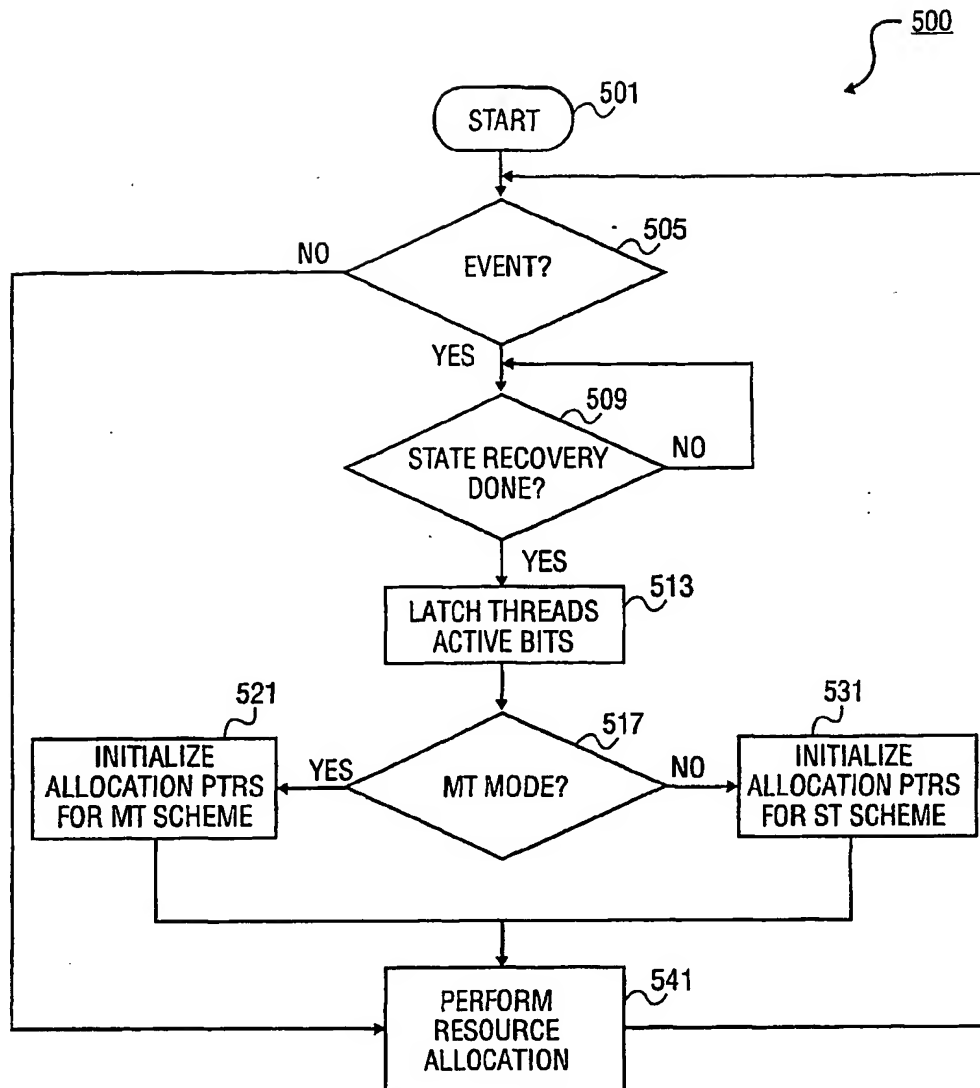 500
START
501
NO
505
EVENT?
YES
509
STATE RECOVERY
DONE?
NO
YES
513
LATCH THREADS
ACTIVE BITS
521
517
531
INITIALIZE
ALLOCATION PTRS
FOR MT SCHEME
YES
MT MODE?
NO
INITIALIZE
ALLOCATION PTRS
FOR ST SCHEME
541
PERFORM
RESOURCE
ALLOCATION